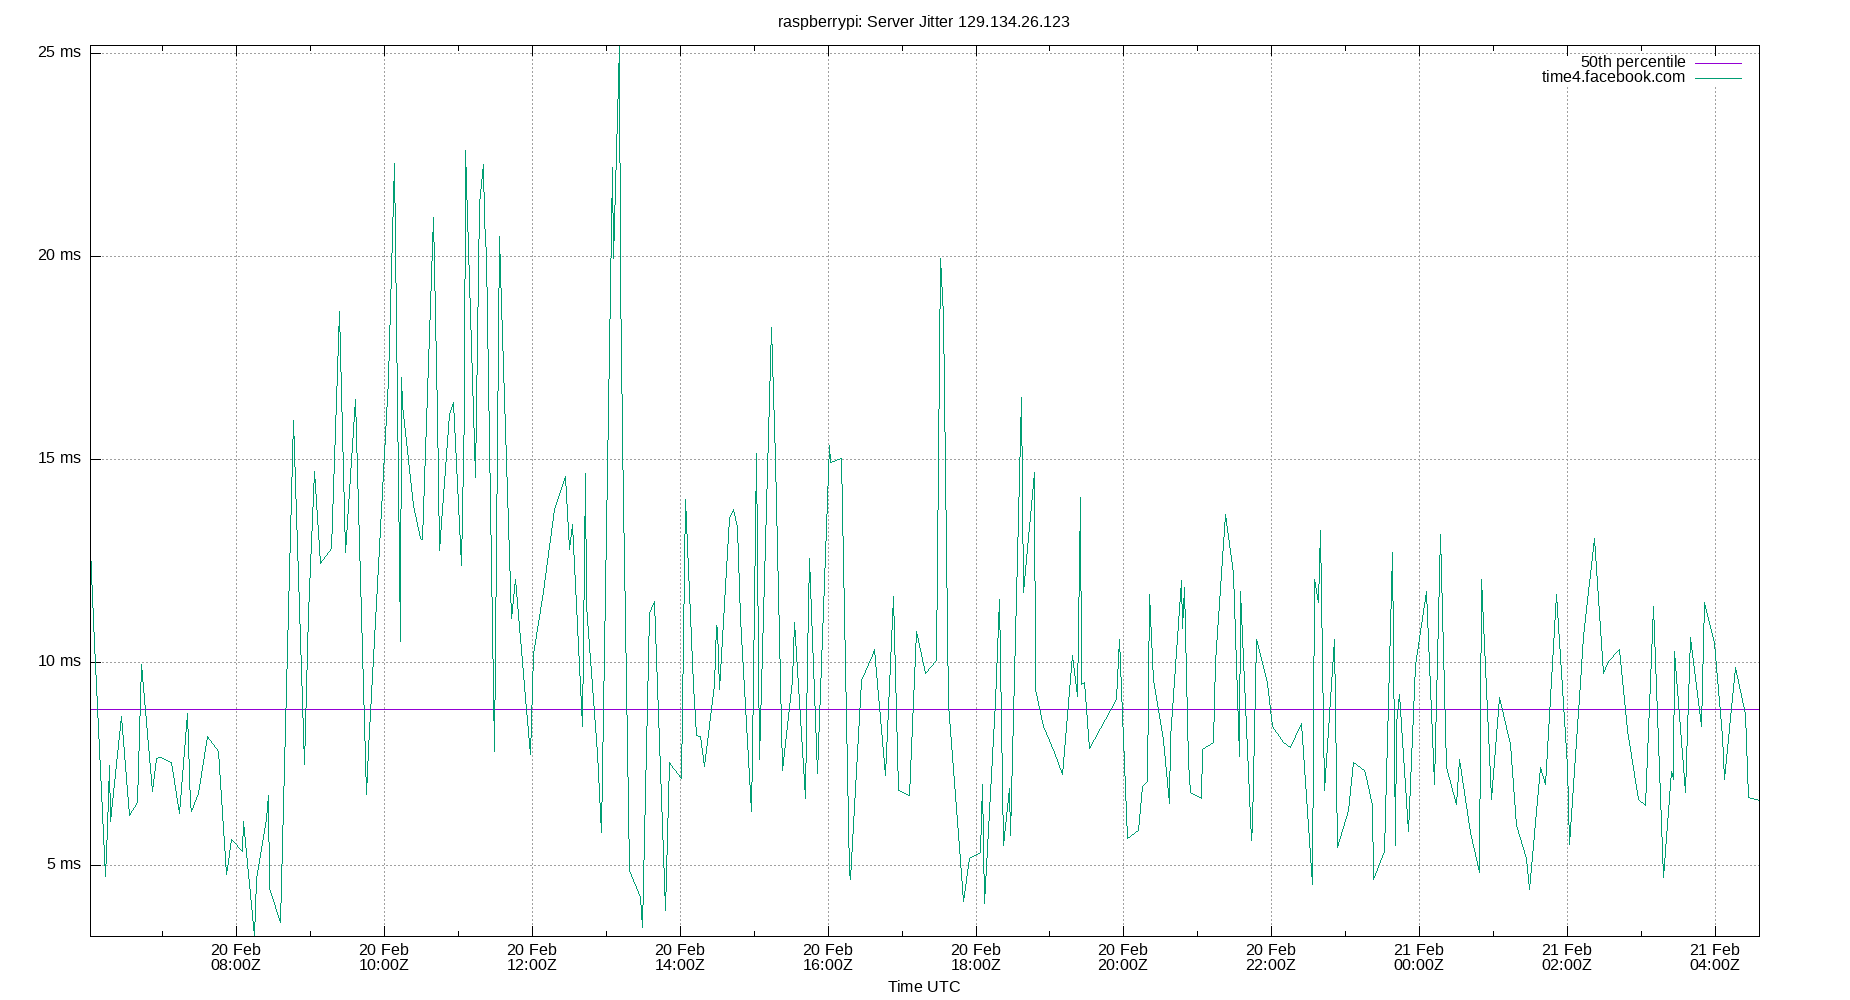 raspberrypi: Server Jitter 129.134.26.123
25 ms
20 ms
15 ms
10 ms
5 ms
50th percentile
time4.facebook.com
20 Feb 20 Feb 20 Feb 20 Feb 20 Feb 20 Feb 20 Feb 20 Feb 21 Feb 21 Feb 21 Feb
08:00Z 10:00Z 12:00Z 14:00Z 16:00Z 18:00Z 20:00Z 22:00Z 00:00Z 02:00Z 04:00Z
Time UTC